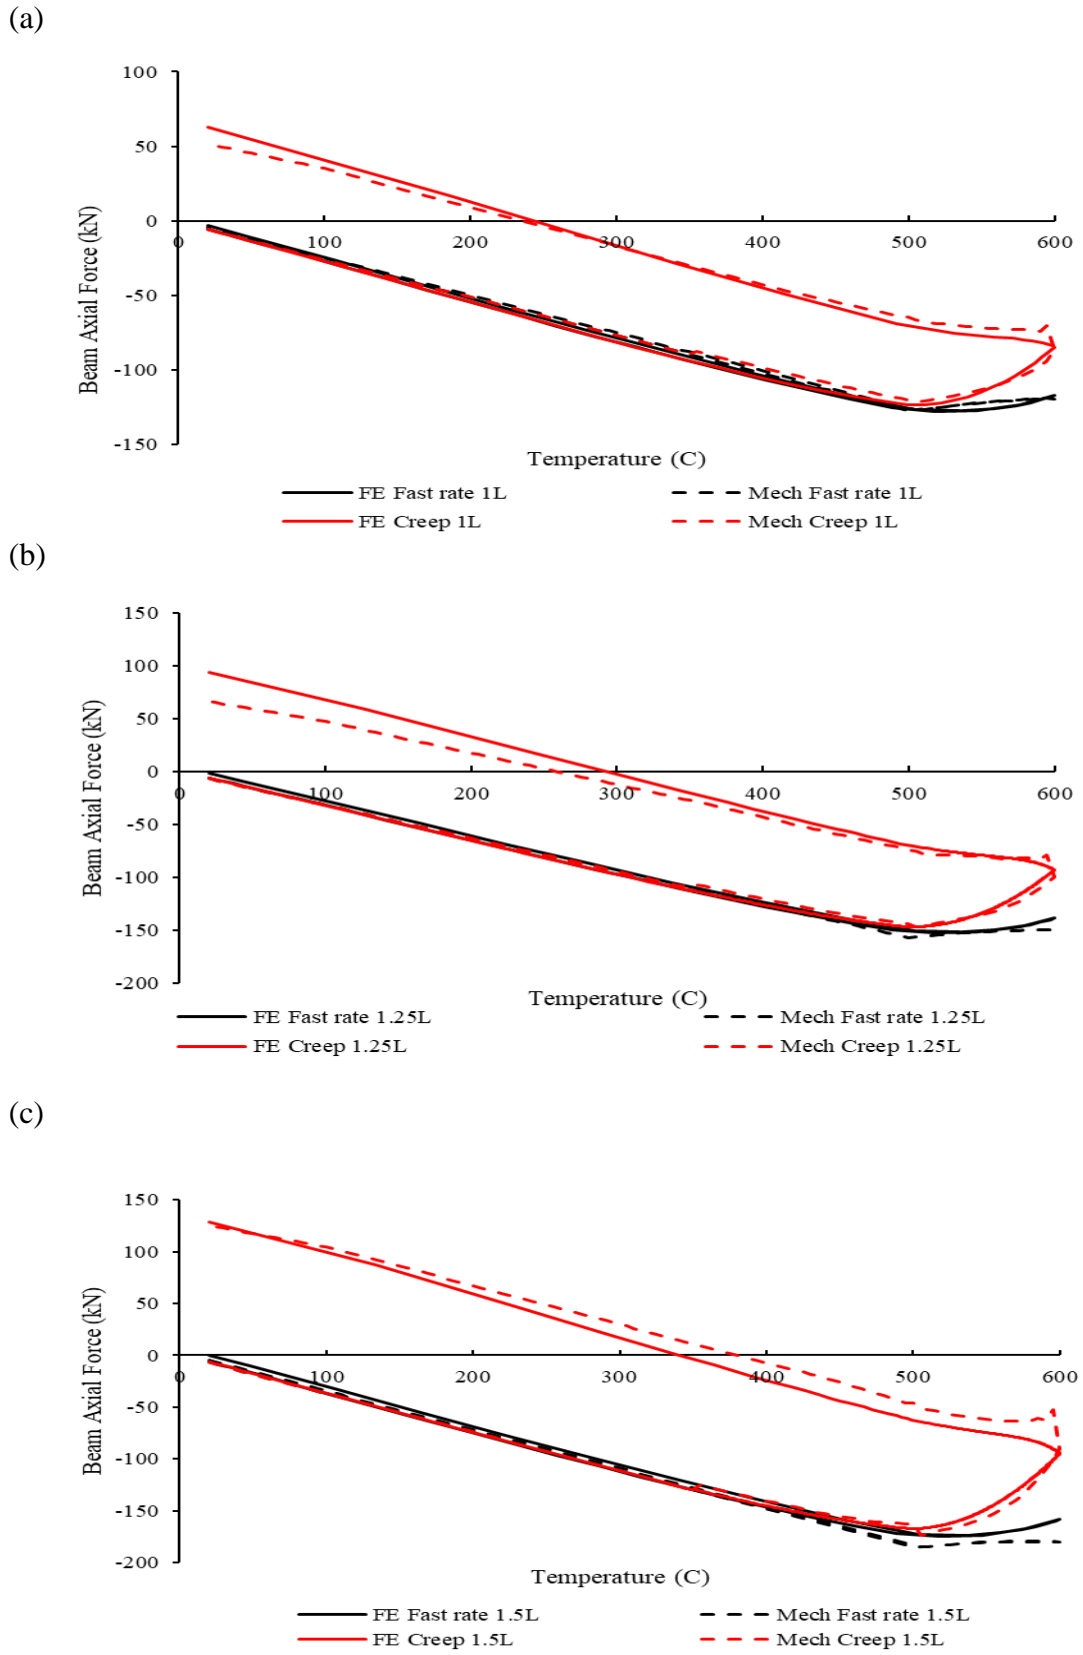 (a)
100
50
0
0 100 200 300 400 500 600
-50
-100
-150
Beam Axial Force (kN)
Temperature (C)
FE Fast rate 1L Mech Fast rate 1L
FE Creep 1L Mech Creep 1L
(b)
150
100
50
0
0 100 200 300 400 500 600
-50
-100
-150
-200
Beam Axial Force (kN)
Temperature (C)
FE Fast rate 1.25L Mech Fast rate 1.25L
FE Creep 1.25L Mech Creep 1.25L
(c)
150
100
50
0
0 100 200 300 400 500 600
-50
-100
-150
-200
Beam Axial Force (kN)
Temperature (C)
FE Fast rate 1.5L Mech Fast rate 1.5L
FE Creep 1.5L Mech Creep 1.5L